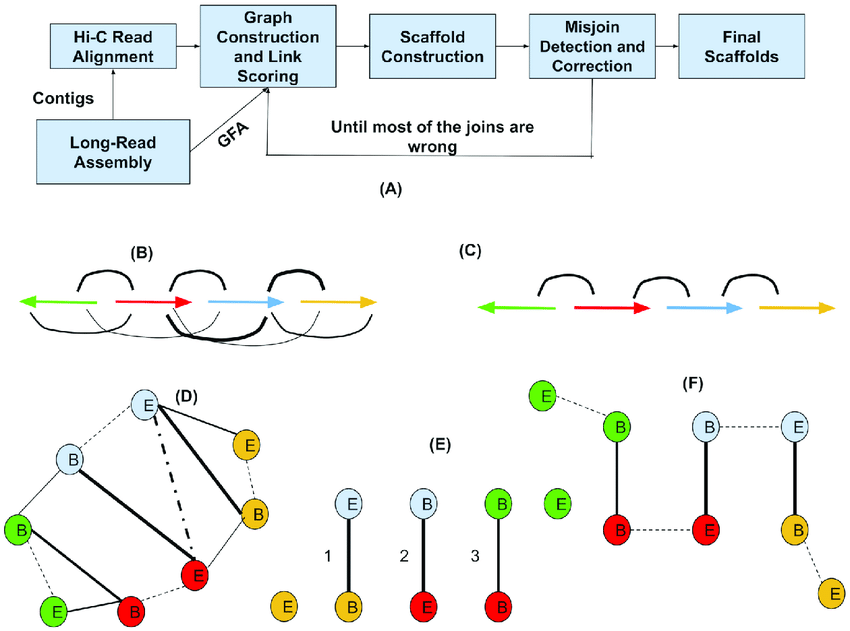 Hi-C Read
Alignment
Graph
Construction
and Link
Scoring
Scaffold
Construction
Misjoin
Detection and
Correction
Final
Scaffolds
Contigs
Long-Read
Assembly
GFA
Until most of the joins are
wrong
(A)
(B)
(C)
(D)
E
E
B
B
B
E
E
B
(E)
E
B
B
E
1
2
3
E
B
E
B
(F)
E
B
B
E
B
E
B
E